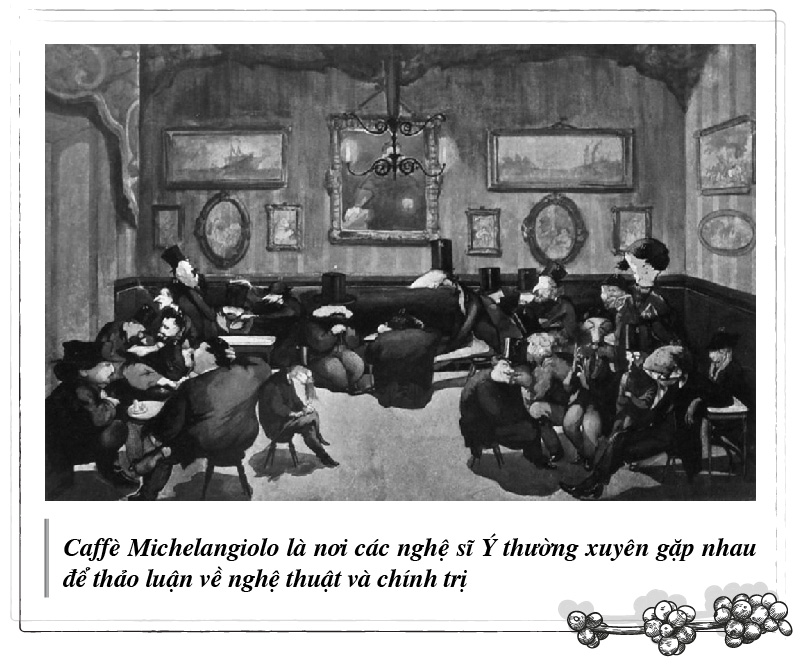 Caffè Michelangiolo là nơi các nghệ sĩ Ý thường xuyên gặp nhau
để thảo luận về nghệ thuật và chính trị